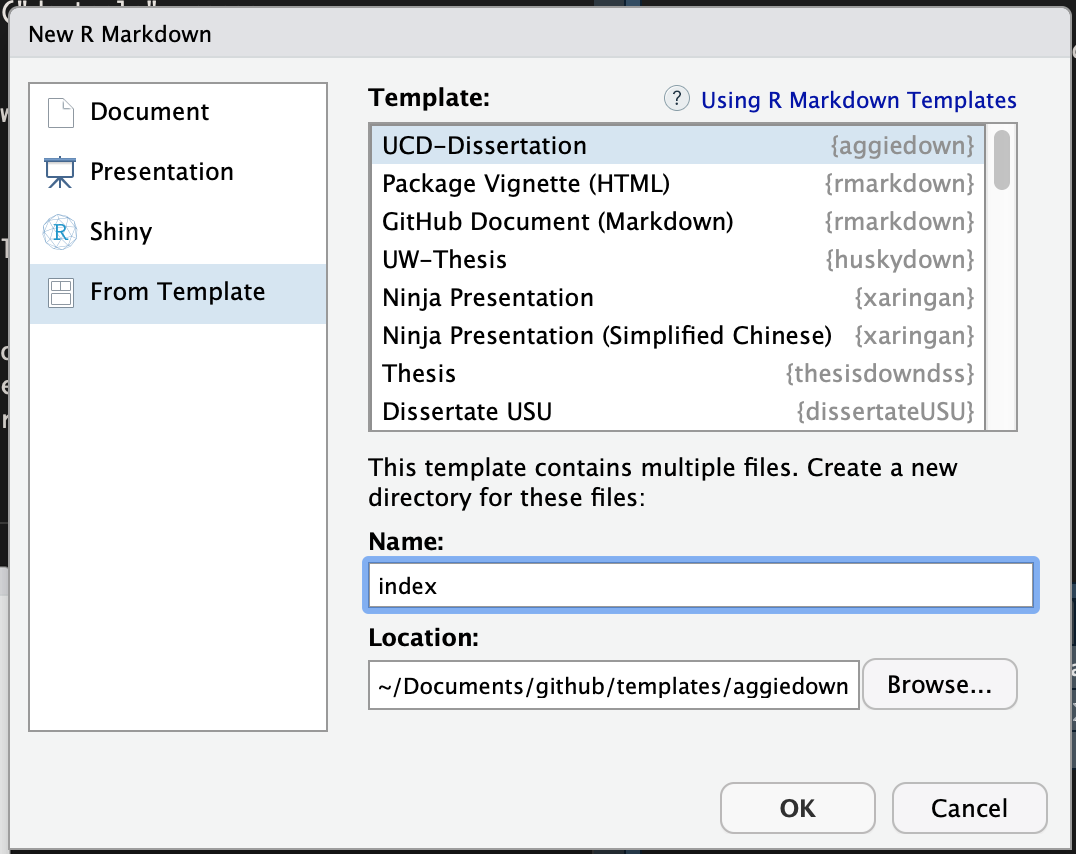 New R Markdown
Document
Presentation
Shiny
From Template
Template:
? Using R Markdown Templates
UCD-Dissertation {aggiedown}
Package Vignette (HTML) {rmarkdown}
GitHub Document (Markdown) {rmarkdown}
UW-Thesis {huskydown}
Ninja Presentation {xaringan}
Ninja Presentation (Simplified Chinese) {xaringan}
Thesis {thesisdowndss}
Dissertate USU {dissertateUSU}
This template contains multiple files. Create a new
directory for these files:
Name:
index
Location:
~/Documents/github/templates/aggiedown
Browse...
OK
Cancel